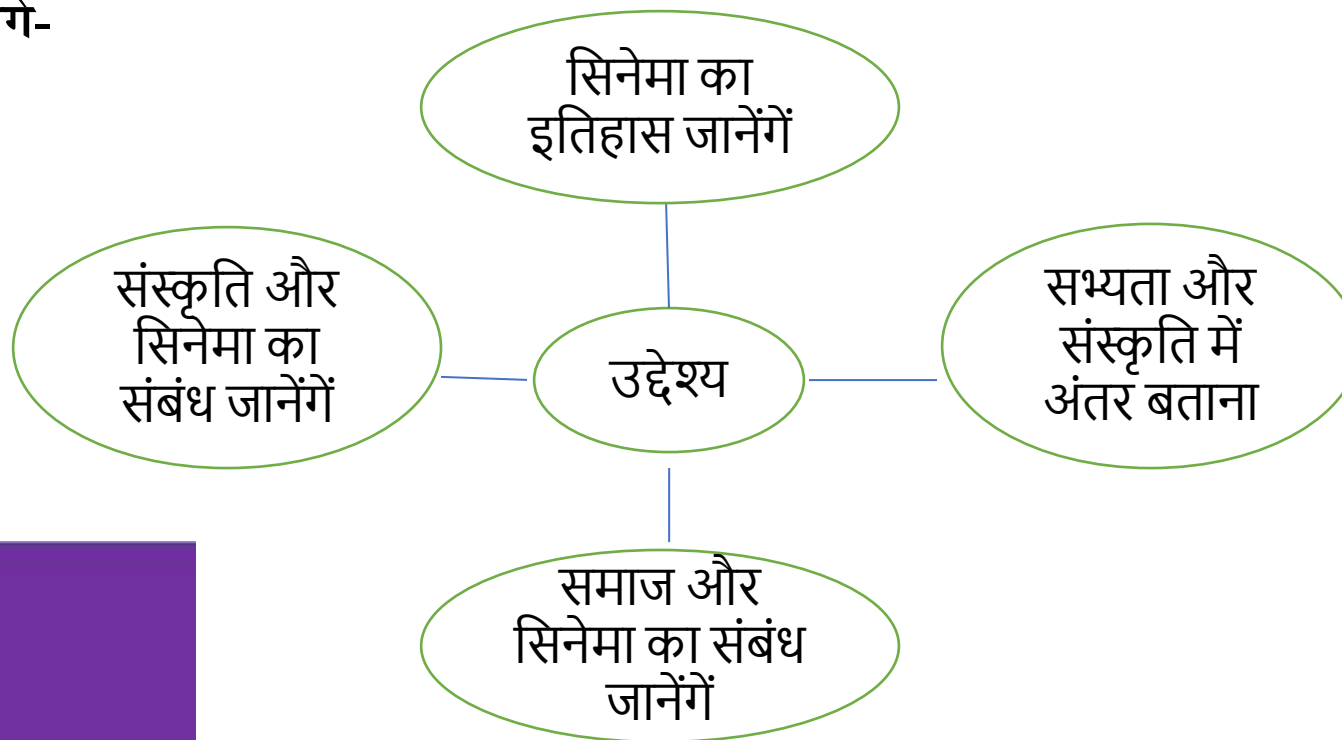 गे-
सिनेमा का
इतिहास जानेंगें
संस्कृति और
सिनेमा का
संबंध जानेंगें
उद्देश्य
सभ्यता और
संस्कृति में
अंतर बताना
समाज और
सिनेमा का संबंध
जानेंगें